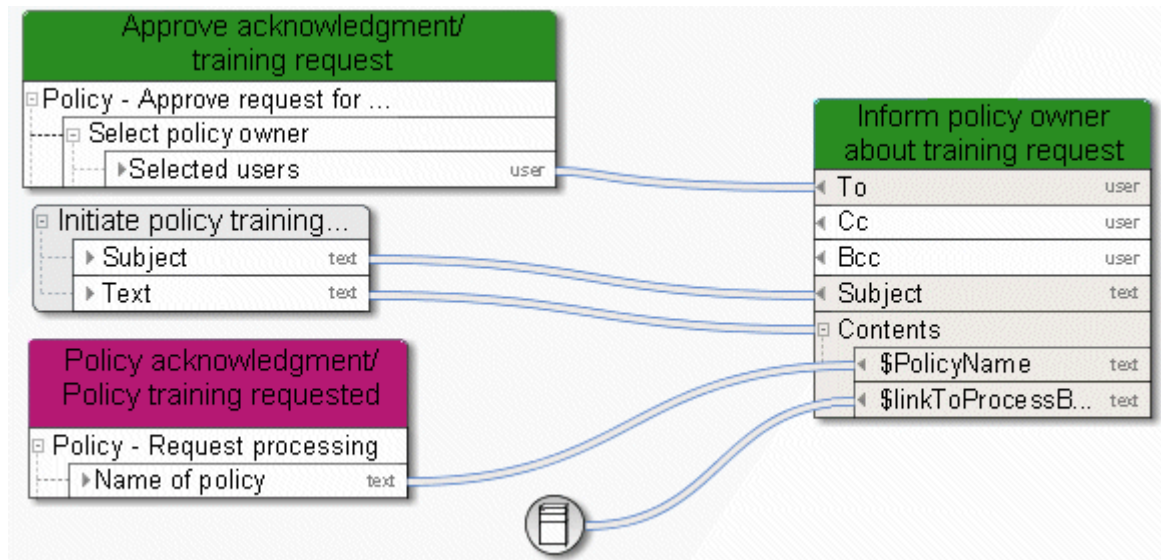 Approve acknowledgment/
training request
Policy - Approve request for ...
Select policy owner
Selected users user
Initiate policy training...
Subject text
Text text
Policy acknowledgment/
Policy training requested
Policy - Request processing
Name of policy text
Inform policy owner
about training request
To user
Cc user
Bcc user
Subject text
Contents
$PolicyName text
$linkToProcessB... text